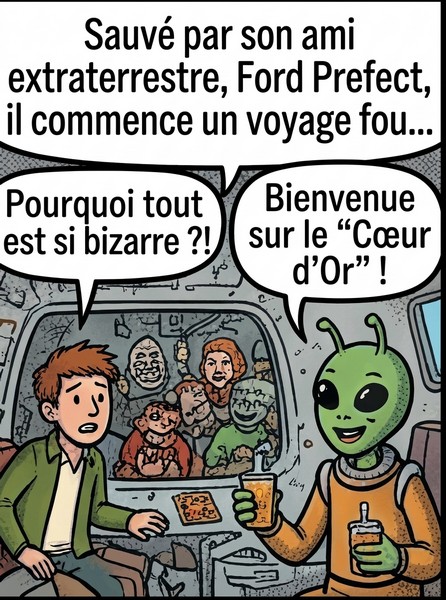 Sauvé par son ami
extraterrestre, Ford Prefect,
il commence un voyage fou...
Pourquoi tout
est si bizarre ?!
Bienvenue
sur le “Cœur
d’Or” !